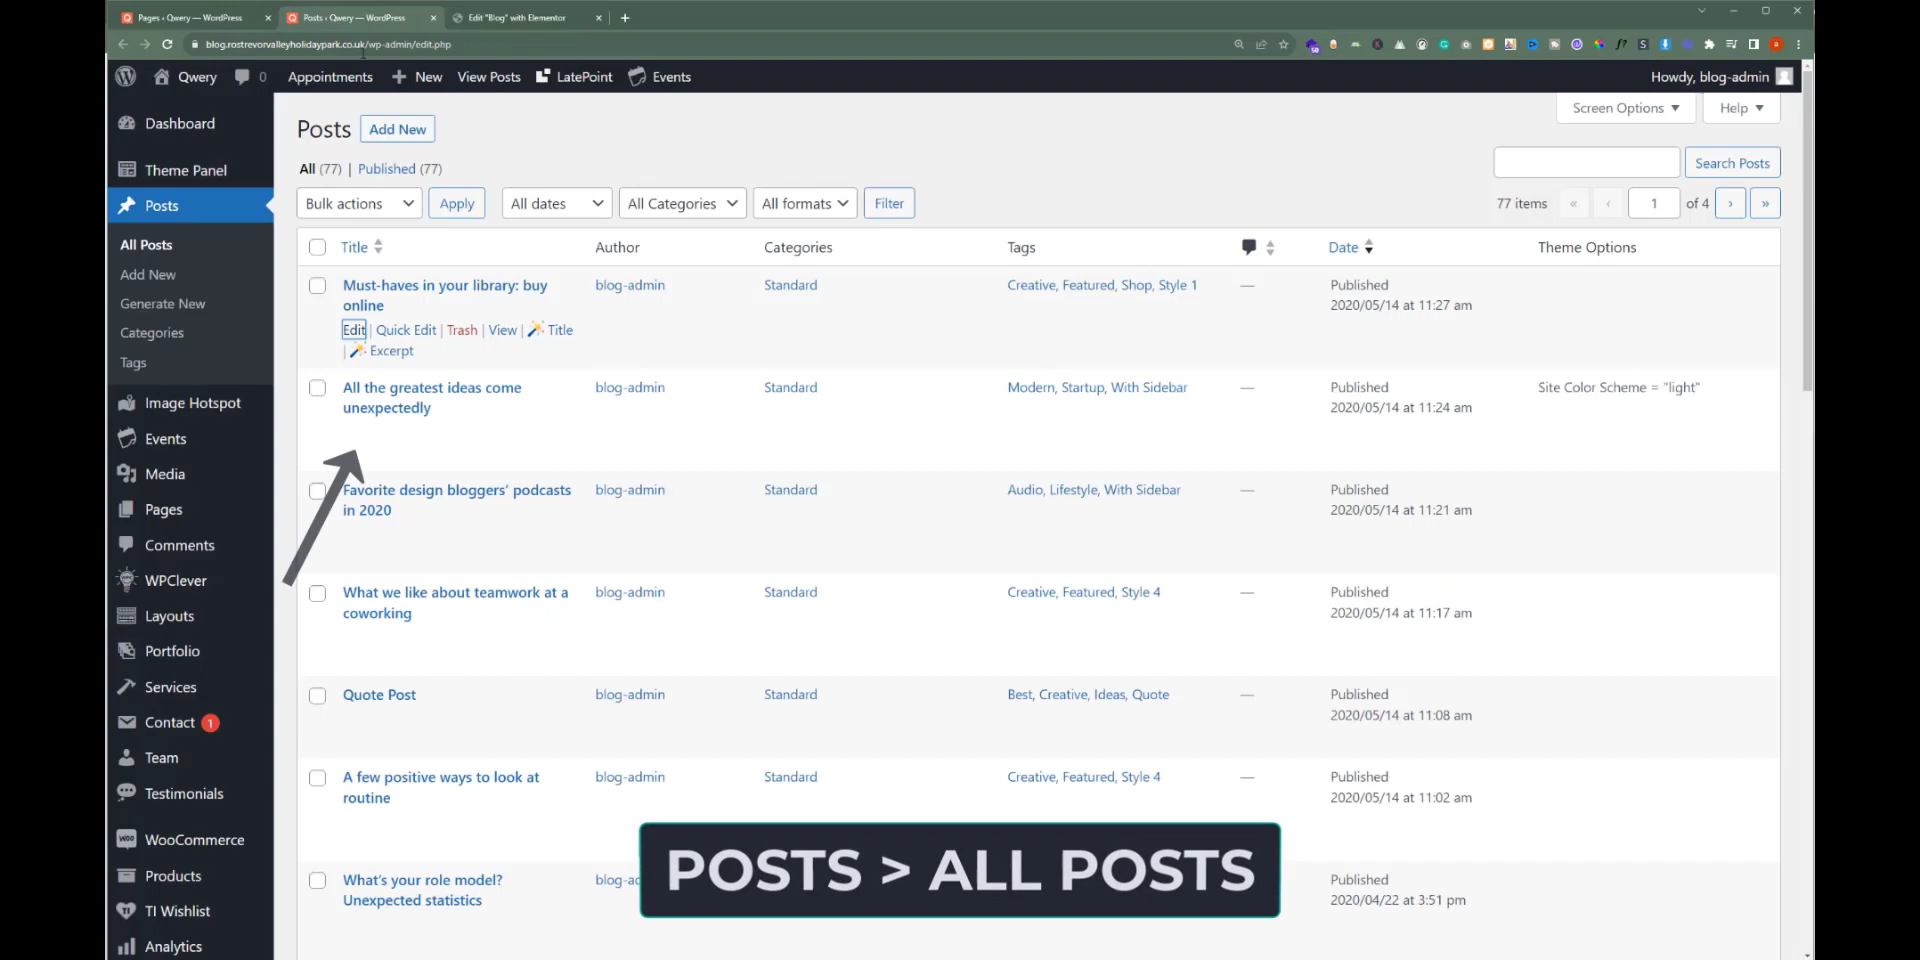 Pages ‹ Qwery — WordPress
Posts ‹ Qwery — WordPress
Edit "Blog" with Elementor
blog.rostrevorvalleyholidaypark.co.uk/wp-admin/edit.php
Qwery
0
Appointments
New
View Posts
LatePoint
Events
Howdy, blog-admin
Screen Options
Help
Dashboard
Theme Panel
Posts
All Posts
Add New
Generate New
Categories
Tags
Image Hotspot
Events
Media
Pages
Comments
WPClever
Layouts
Portfolio
Services
Contact 1
Team
Testimonials
WooCommerce
Products
TI Wishlist
Analytics
Posts
Add New
All (77) | Published (77)
Search Posts
Bulk actions
Apply
All dates
All Categories
All formats
Filter
77 items « ‹ 1 of 4 › »
Title Author Categories Tags Date Theme Options
Must-haves in your library: buy
online
Edit | Quick Edit | Trash | View | Title
| Excerpt
blog-admin
Standard
Creative, Featured, Shop, Style 1
—
Published
2020/05/14 at 11:27 am
All the greatest ideas come
unexpectedly
blog-admin
Standard
Modern, Startup, With Sidebar
—
Published
2020/05/14 at 11:24 am
Site Color Scheme = "light"
Favorite design bloggers' podcasts
in 2020
blog-admin
Standard
Audio, Lifestyle, With Sidebar
—
Published
2020/05/14 at 11:21 am
What we like about teamwork at a
coworking
blog-admin
Standard
Creative, Featured, Style 4
—
Published
2020/05/14 at 11:17 am
Quote Post
blog-admin
Standard
Best, Creative, Ideas, Quote
—
Published
2020/05/14 at 11:08 am
A few positive ways to look at
routine
blog-admin
Standard
Creative, Featured, Style 4
—
Published
2020/05/14 at 11:02 am
What's your role model?
Unexpected statistics
Published
2020/04/22 at 3:51 pm
POSTS > ALL POSTS